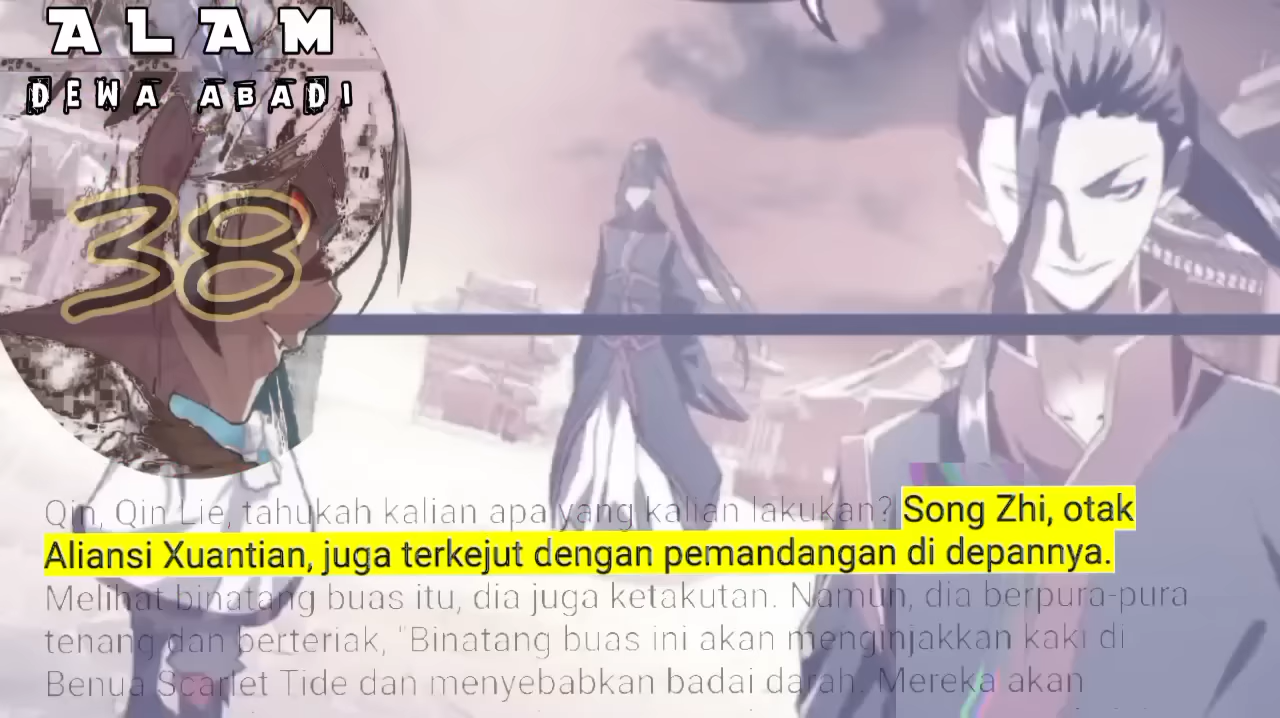 ALAM
DEWA ABADI
38
Qin, Qin Lie, tahukah kalian apa yang kalian lakukan? Song Zhi, otak
Aliansi Xuantian, juga terkejut dengan pemandangan di depannya.
Melihat binatang buas itu, dia juga ketakutan. Namun, dia berpura-pura
tenang dan berteriak, "Binatang buas ini akan menginjakkan kaki di
Benua Scarlet Tide dan menyebabkan badai darah. Mereka akan